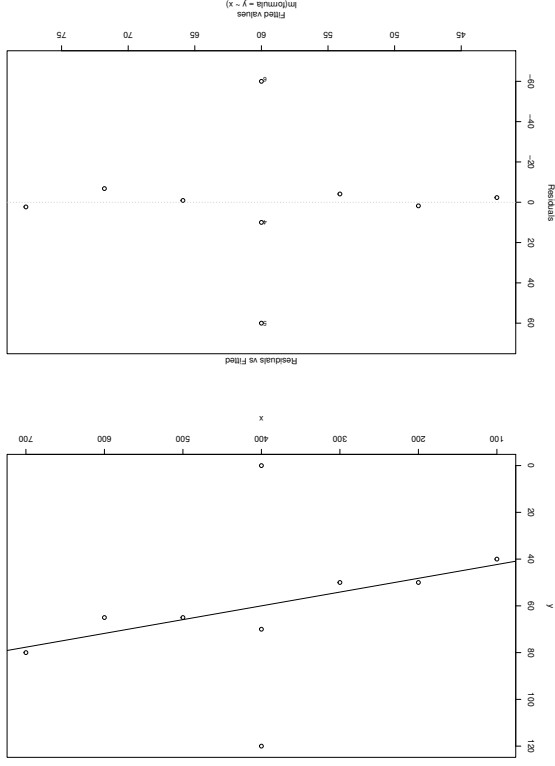 120
100
80
60
40
20
0
y
100 200 300 400 500 600 700
x
Residuals vs Fitted
60
40
20
0
-20
-40
-60
Residuals
5
4
6
45 50 55 60 65 70 75
Fitted values
lm(formula = y ~ x)